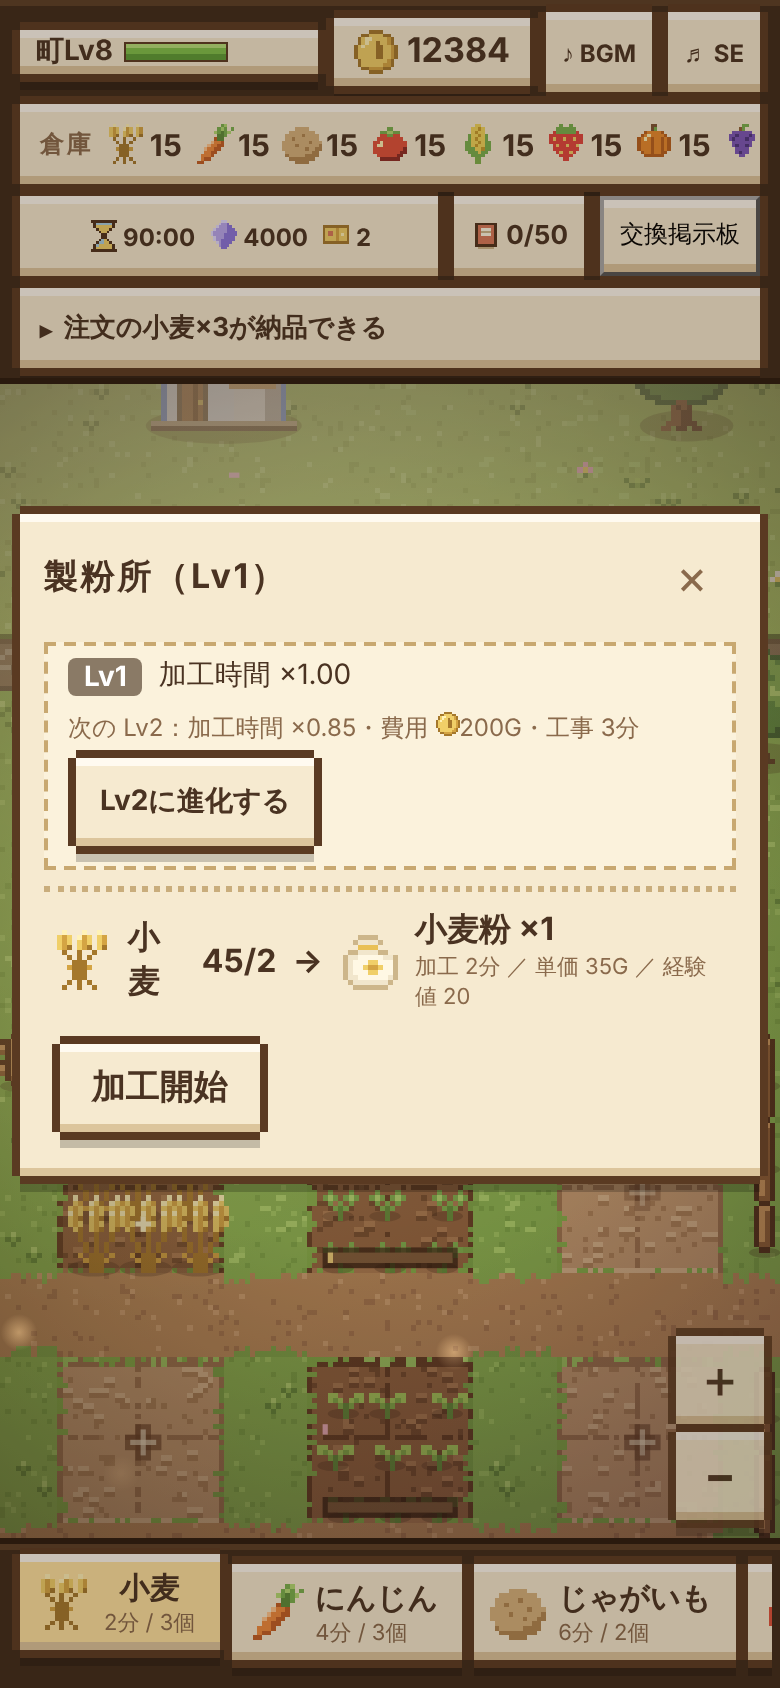 町Lv8
12384
♪ BGM
♬ SE
倉庫 15 15 15 15 15 15 15
90:00 4000 2
0/50
交換掲示板
▶ 注文の小麦×3が納品できる
製粉所（Lv1）
×
Lv1 加工時間 ×1.00
次の Lv2：加工時間 ×0.85・費用 200G・工事 3分
Lv2に進化する
小麦 45/2 → 小麦粉 ×1
加工 2分 ／ 単価 35G ／ 経験
値 20
加工開始
+
−
小麦
2分 / 3個
にんじん
4分 / 3個
じゃがいも
6分 / 2個